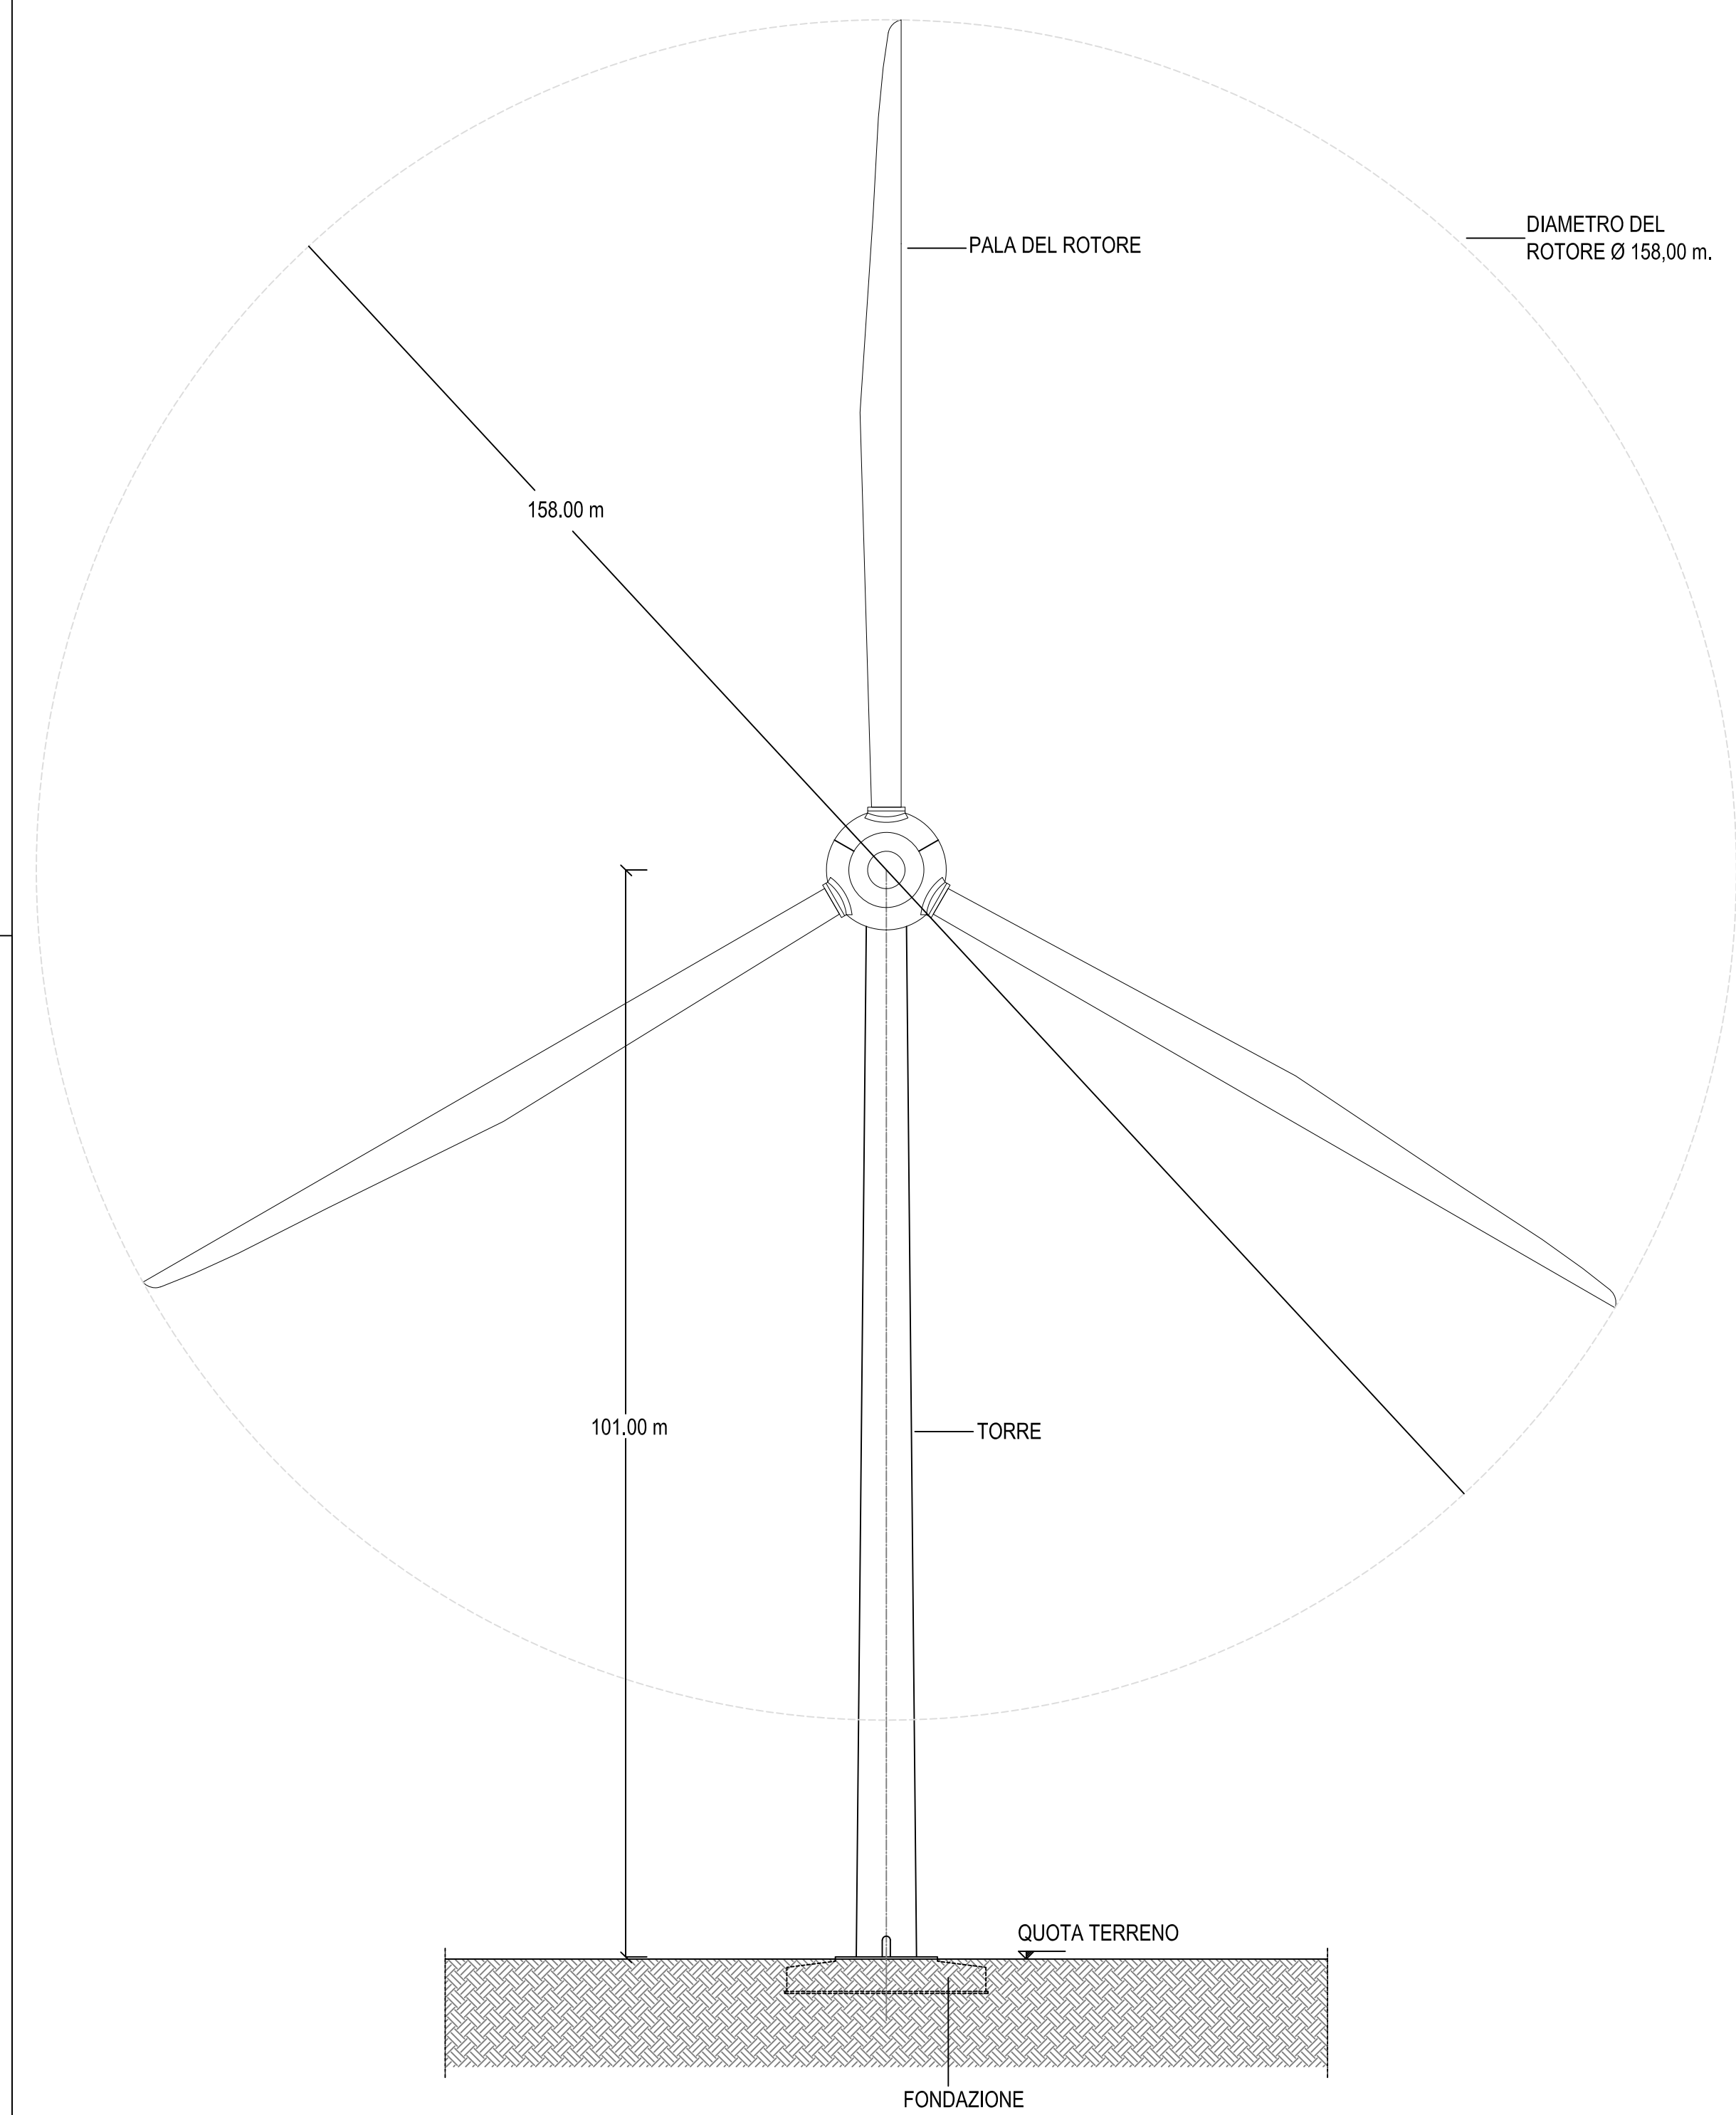 DIAMETRO DEL
ROTORE Ø 158,00 m.
PALA DEL ROTORE
158.00 m
101.00 m
TORRE
QUOTA TERRENO
FONDAZIONE